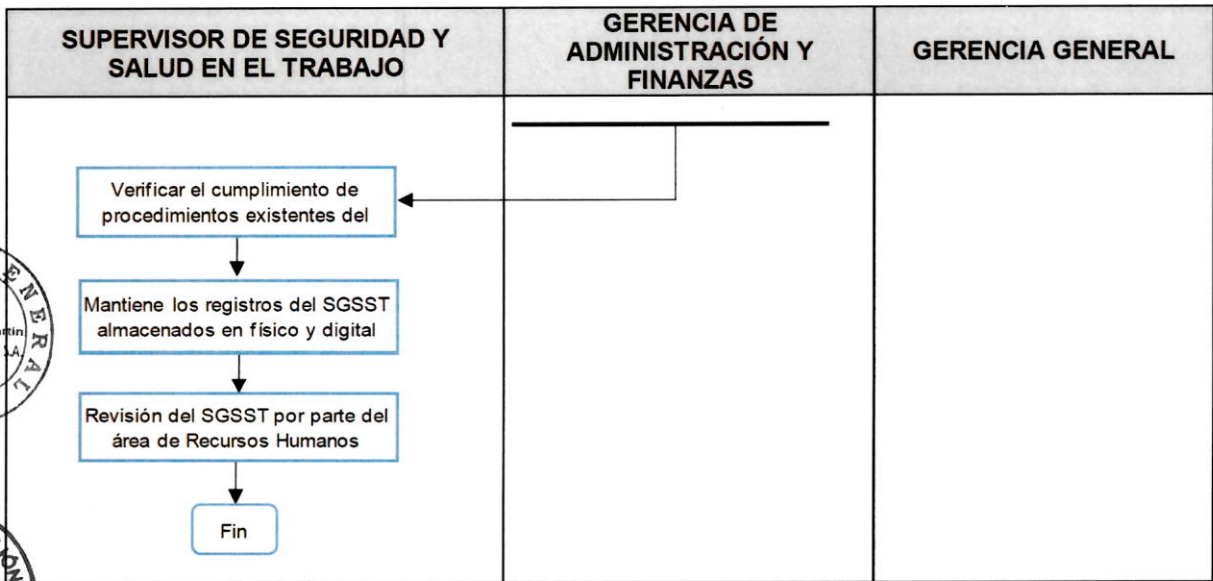 SUPERVISOR DE SEGURIDAD Y
SALUD EN EL TRABAJO
GERENCIA DE
ADMINISTRACIÓN Y
FINANZAS
GERENCIA GENERAL
Verificar el cumplimiento de
procedimientos existentes del
Mantiene los registros del SGSST
almacenados en físico y digital
Revisión del SGSST por parte del
área de Recursos Humanos
Fin